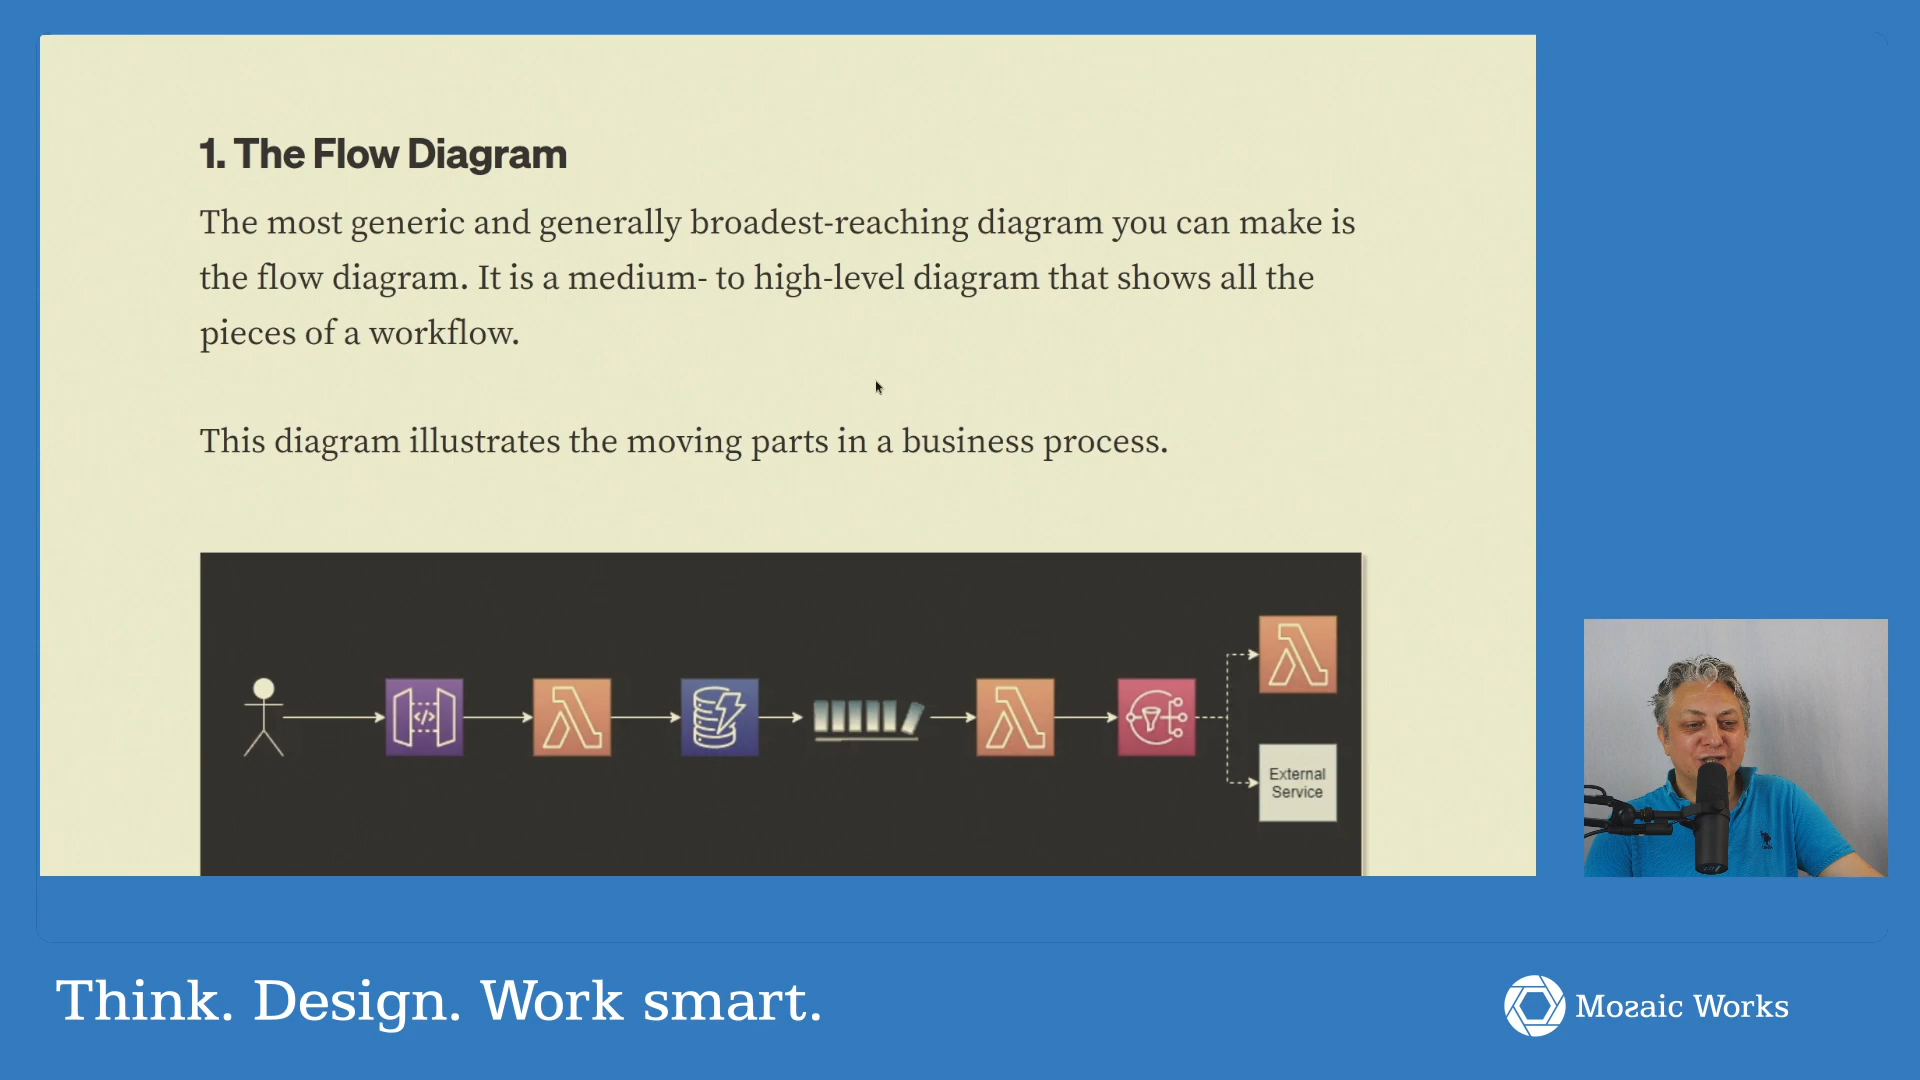 1. The Flow Diagram
The most generic and generally broadest-reaching diagram you can make is
the flow diagram. It is a medium- to high-level diagram that shows all the
pieces of a workflow.
This diagram illustrates the moving parts in a business process.
</>
External
Service
Think. Design. Work smart.
Mozaic Works